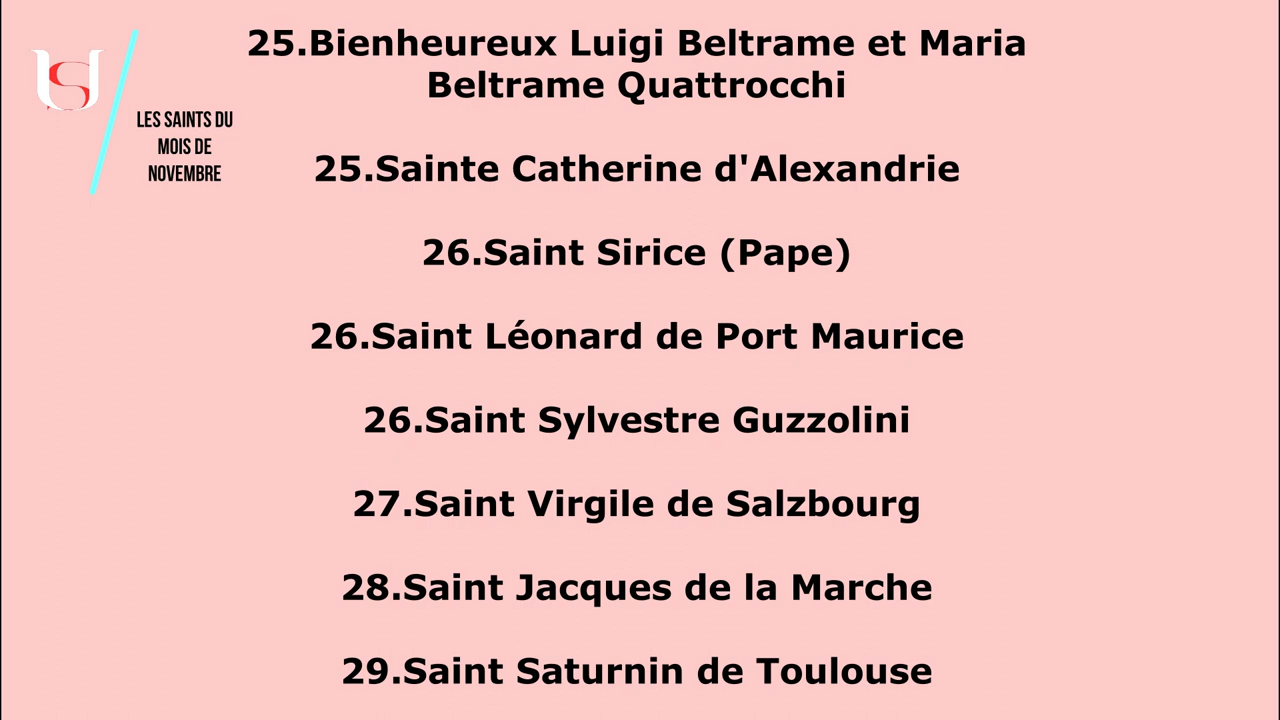 25.Bienheureux Luigi Beltrame et Maria
Beltrame Quattrocchi
LES SAINTS DU
MOIS DE
NOVEMBRE
25.Sainte Catherine d'Alexandrie
26.Saint Sirice (Pape)
26.Saint Léonard de Port Maurice
26.Saint Sylvestre Guzzolini
27.Saint Virgile de Salzbourg
28.Saint Jacques de la Marche
29.Saint Saturnin de Toulouse